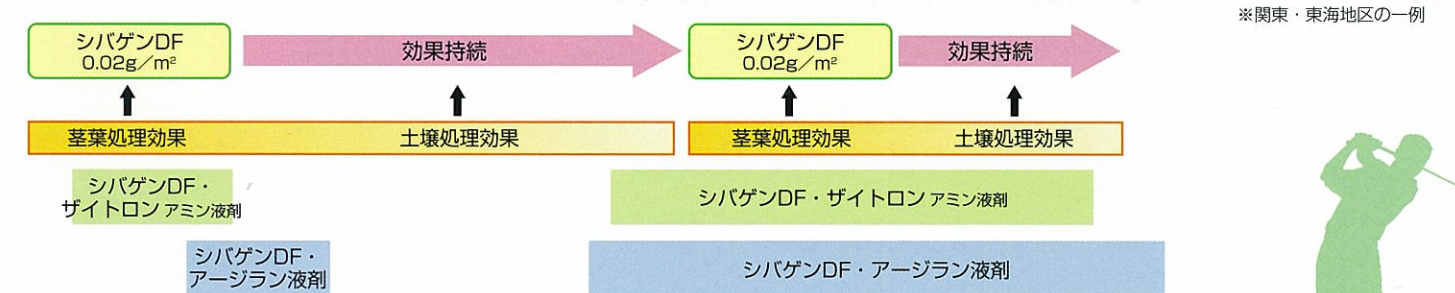 ※関東・東海地区の一例
シバゲンDF
0.02g／m²
効果持続
シバゲンDF
0.02g／m²
効果持続
茎葉処理効果
土壌処理効果
茎葉処理効果
土壌処理効果
シバゲンDF・
ザイトロン アミン液剤
シバゲンDF・ザイトロン アミン液剤
シバゲンDF・
アージラン液剤
シバゲンDF・アージラン液剤